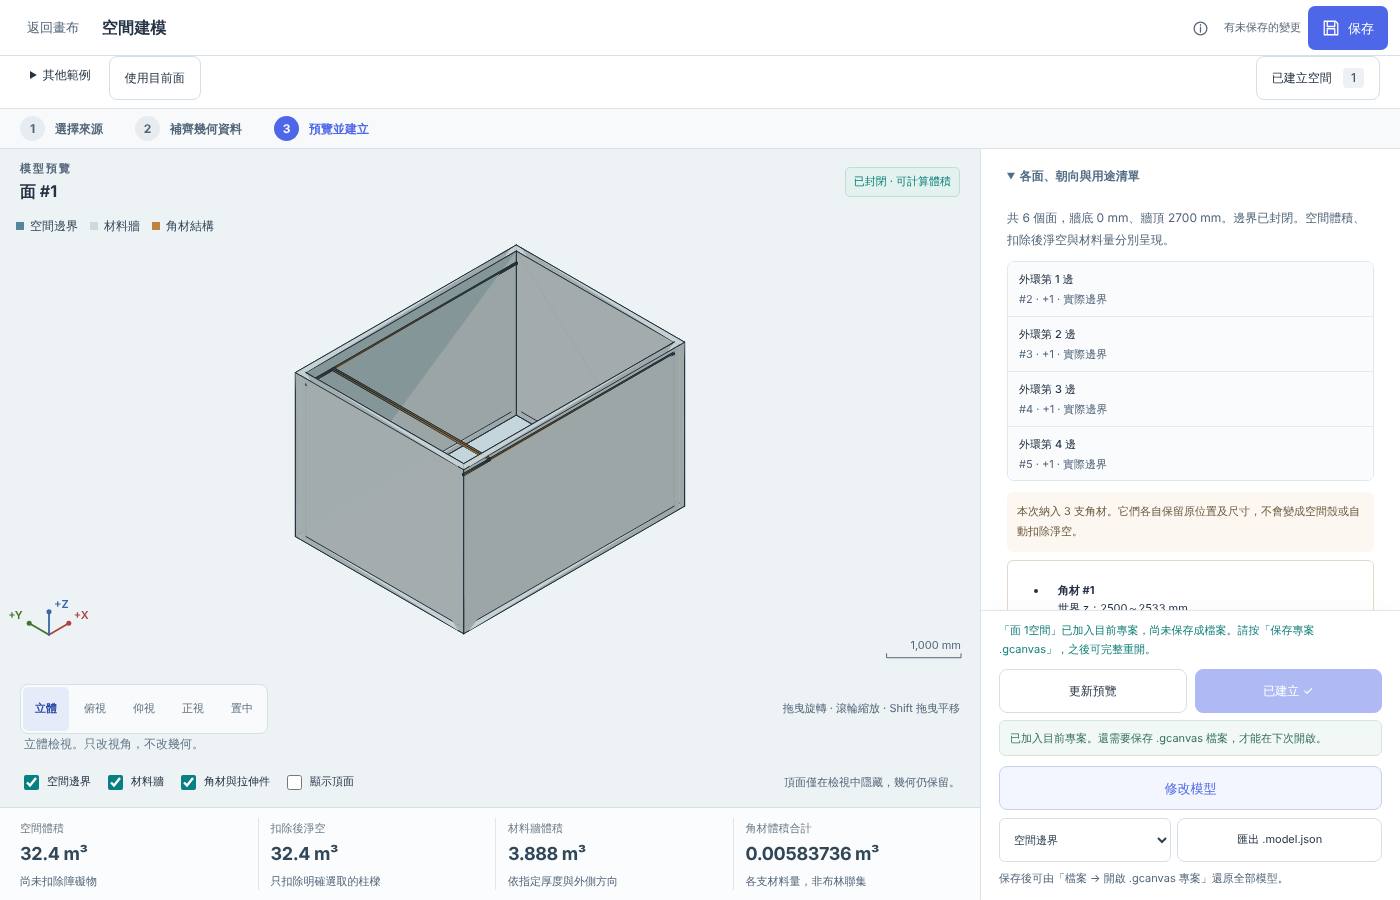 返回畫布
空間建模
有未保存的變更
保存
其他範例
使用目前面
已建立空間 1
1 選擇來源
2 補齊幾何資料
3 預覽並建立
模型預覽
面 #1
已封閉 · 可計算體積
空間邊界
材料牆
角材結構
+Y
+Z
+X
1,000 mm
立體
俯視
仰視
正視
置中
拖曳旋轉 · 滾輪縮放 · Shift 拖曳平移
立體檢視。只改視角，不改幾何。
空間邊界
材料牆
角材與拉伸件
顯示頂面
頂面僅在檢視中隱藏，幾何仍保留。
空間體積
32.4 m³
尚未扣除障礙物
扣除後淨空
32.4 m³
只扣除明確選取的柱樑
材料牆體積
3.888 m³
依指定厚度與外側方向
角材體積合計
0.00583736 m³
各支材料量，非布林聯集
各面、朝向與用途清單
共 6 個面，牆底 0 mm、牆頂 2700 mm。邊界已封閉。空間體積、
扣除後淨空與材料量分別呈現。
外環第 1 邊
#2 · +1 · 實際邊界
外環第 2 邊
#3 · +1 · 實際邊界
外環第 3 邊
#4 · +1 · 實際邊界
外環第 4 邊
#5 · +1 · 實際邊界
本次納入 3 支角材。它們各自保留原位置及尺寸，不會變成空間殼或自
動扣除淨空。
角材 #1
世界 z：2500～2533 mm
「面 1空間」已加入目前專案，尚未保存成檔案。請按「保存專案
.gcanvas」，之後可完整重開。
更新預覽
已建立 ✓
已加入目前專案。還需要保存 .gcanvas 檔案，才能在下次開啟。
修改模型
空間邊界
匯出 .model.json
保存後可由「檔案 → 開啟 .gcanvas 專案」還原全部模型。